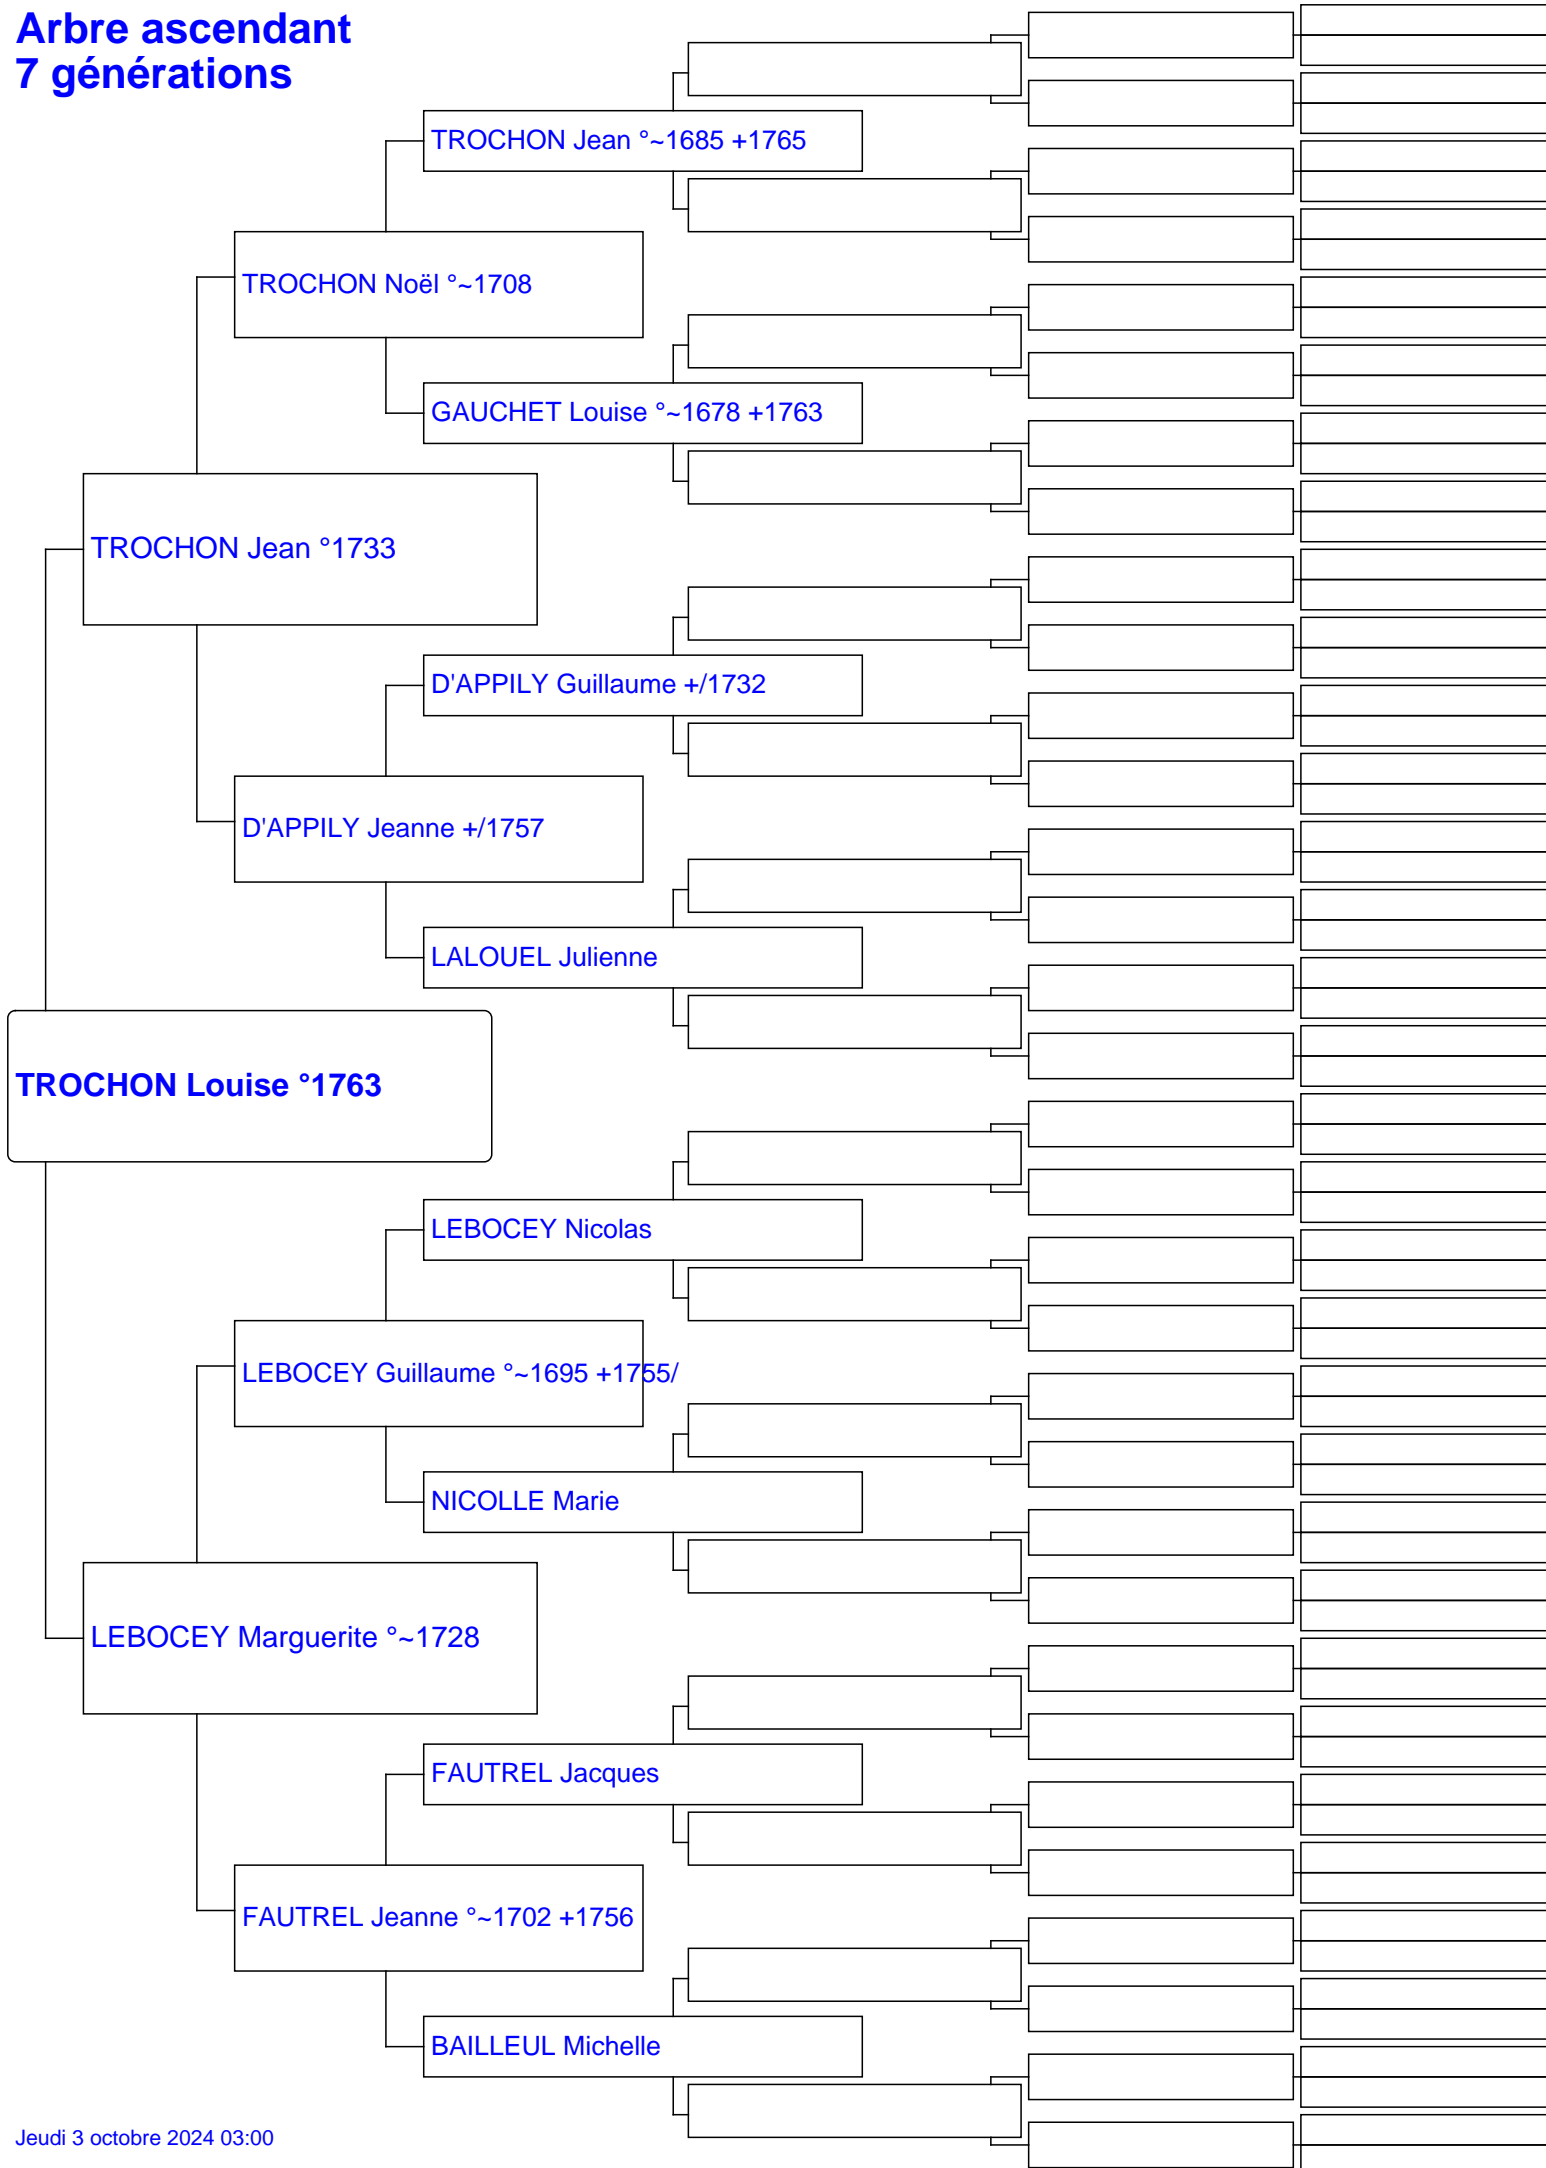 Arbre ascendant
7 générations
TROCHON Jean °~1685 +1765
TROCHON Noël °~1708
GAUCHET Louise °~1678 +1763
TROCHON Jean °1733
D'APPILY Guillaume +/1732
D'APPILY Jeanne +/1757
LALOUEL Julienne
TROCHON Louise °1763
LEBOCEY Nicolas
LEBOCEY Guillaume °~1695 +1755/
NICOLLE Marie
LEBOCEY Marguerite °~1728
FAUTREL Jacques
FAUTREL Jeanne °~1702 +1756
BAILLEUL Michelle
Jeudi 3 octobre 2024 03:00